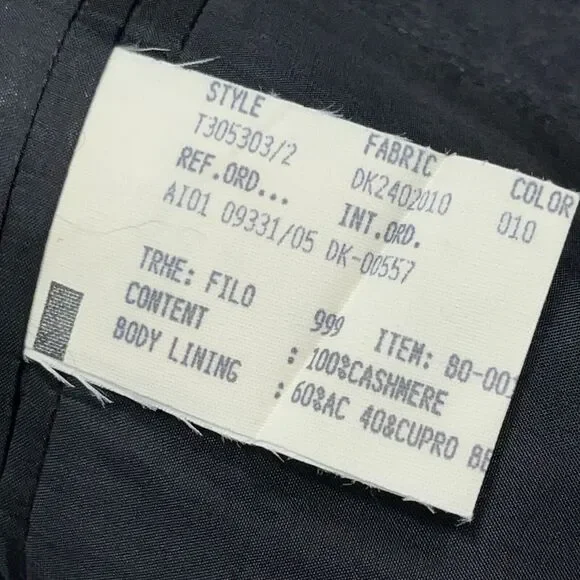 STYLE FABRIC COLOR
T305303/2 DK2402010 010
REF.ORD... INT.ORD.
AI01 09331/05 DK-00557
TRHE: FILO 999 ITEM: 80-00
CONTENT : 100%CASHMERE
BODY LINING : 60%AC 40&CUPRO BE